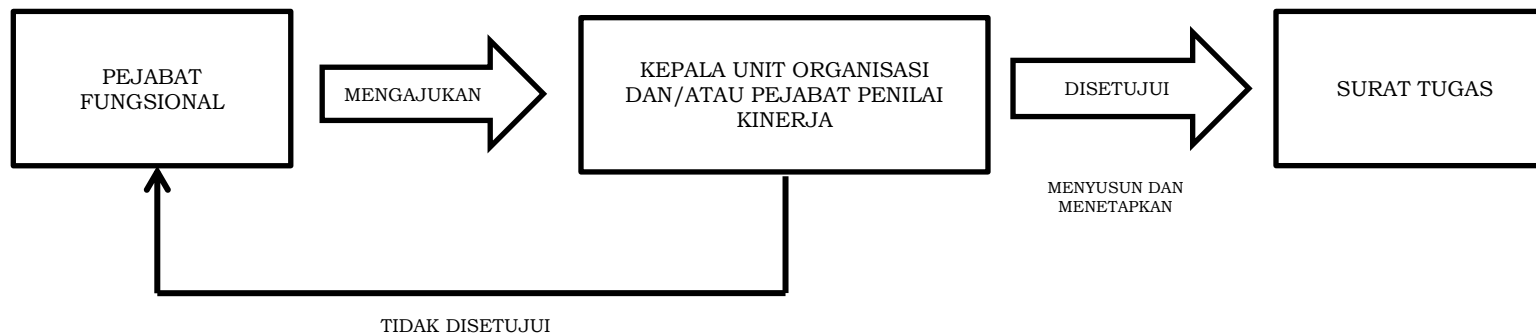 PEJABAT
FUNGSIONAL
MENGAJUKAN
KEPALA UNIT ORGANISASI
DAN/ATAU PEJABAT PENILAI
KINERJA
DISETUJUI
SURAT TUGAS
MENYUSUN DAN
MENETAPKAN
TIDAK DISETUJUI